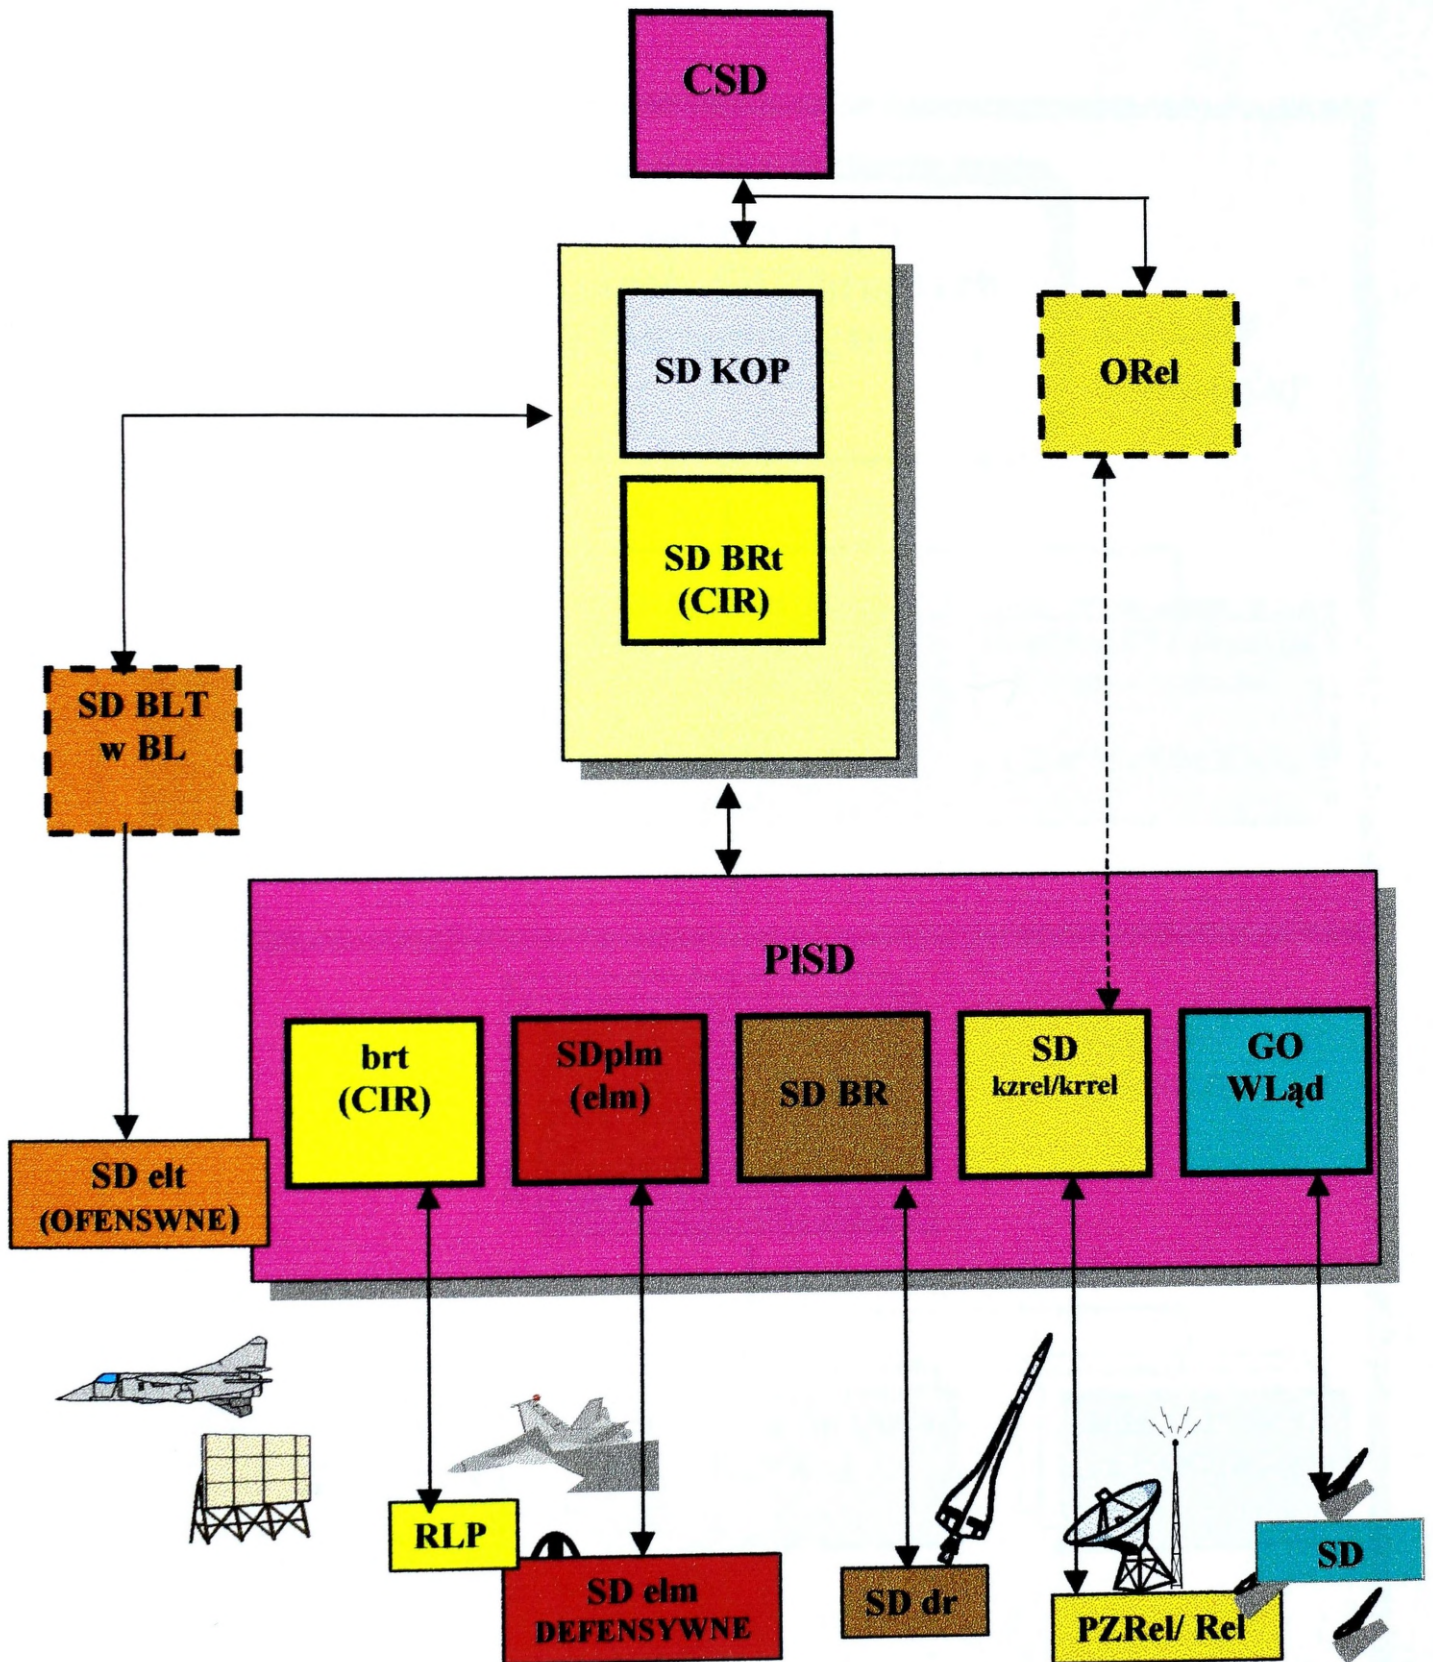 CSD
SD KOP
ORel
SD BRt
(CIR)
SD BLT
w BL
PłSD
brt
(CIR)
SDplm
(elm)
SD BR
SD
kzrel/krrel
GO
WLąd
SD elt
(OFENSWNE)
RLP
SD elm
DEFENSYWNE
SD dr
PZRel/ Rel
SD